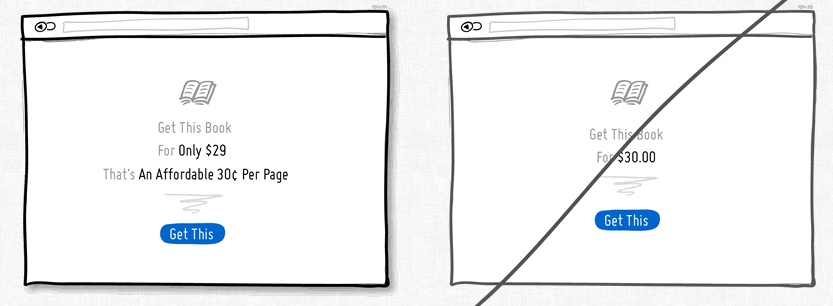 Get This Book
For Only $29
That's An Affordable 30¢ Per Page
Get This
Get This Book
For $30.00
Get This